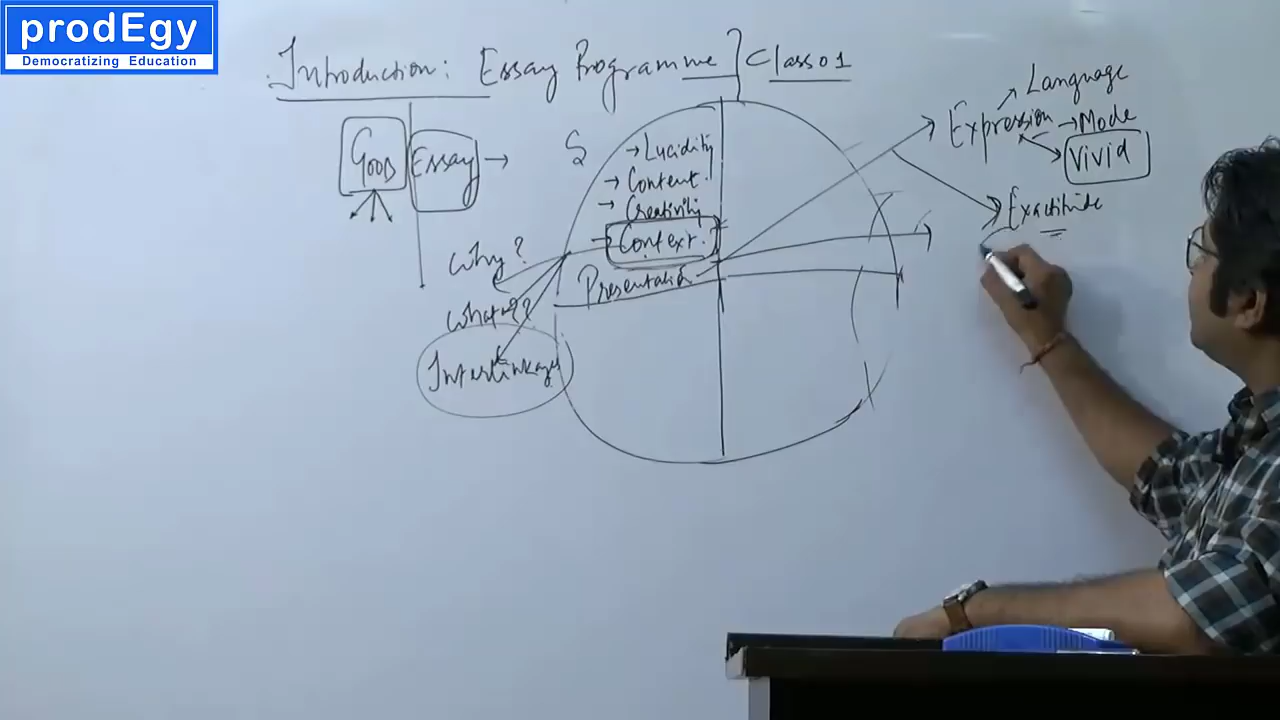 prodEgy
Democratizing Education
Introduction: Essay Programme Class 01
Good Essay
S
Lucidity
Content
Creativity
Context
Presentation
Why?
What?
Interlinkages
Expression
Language
Mode
Vivid
Exactitude